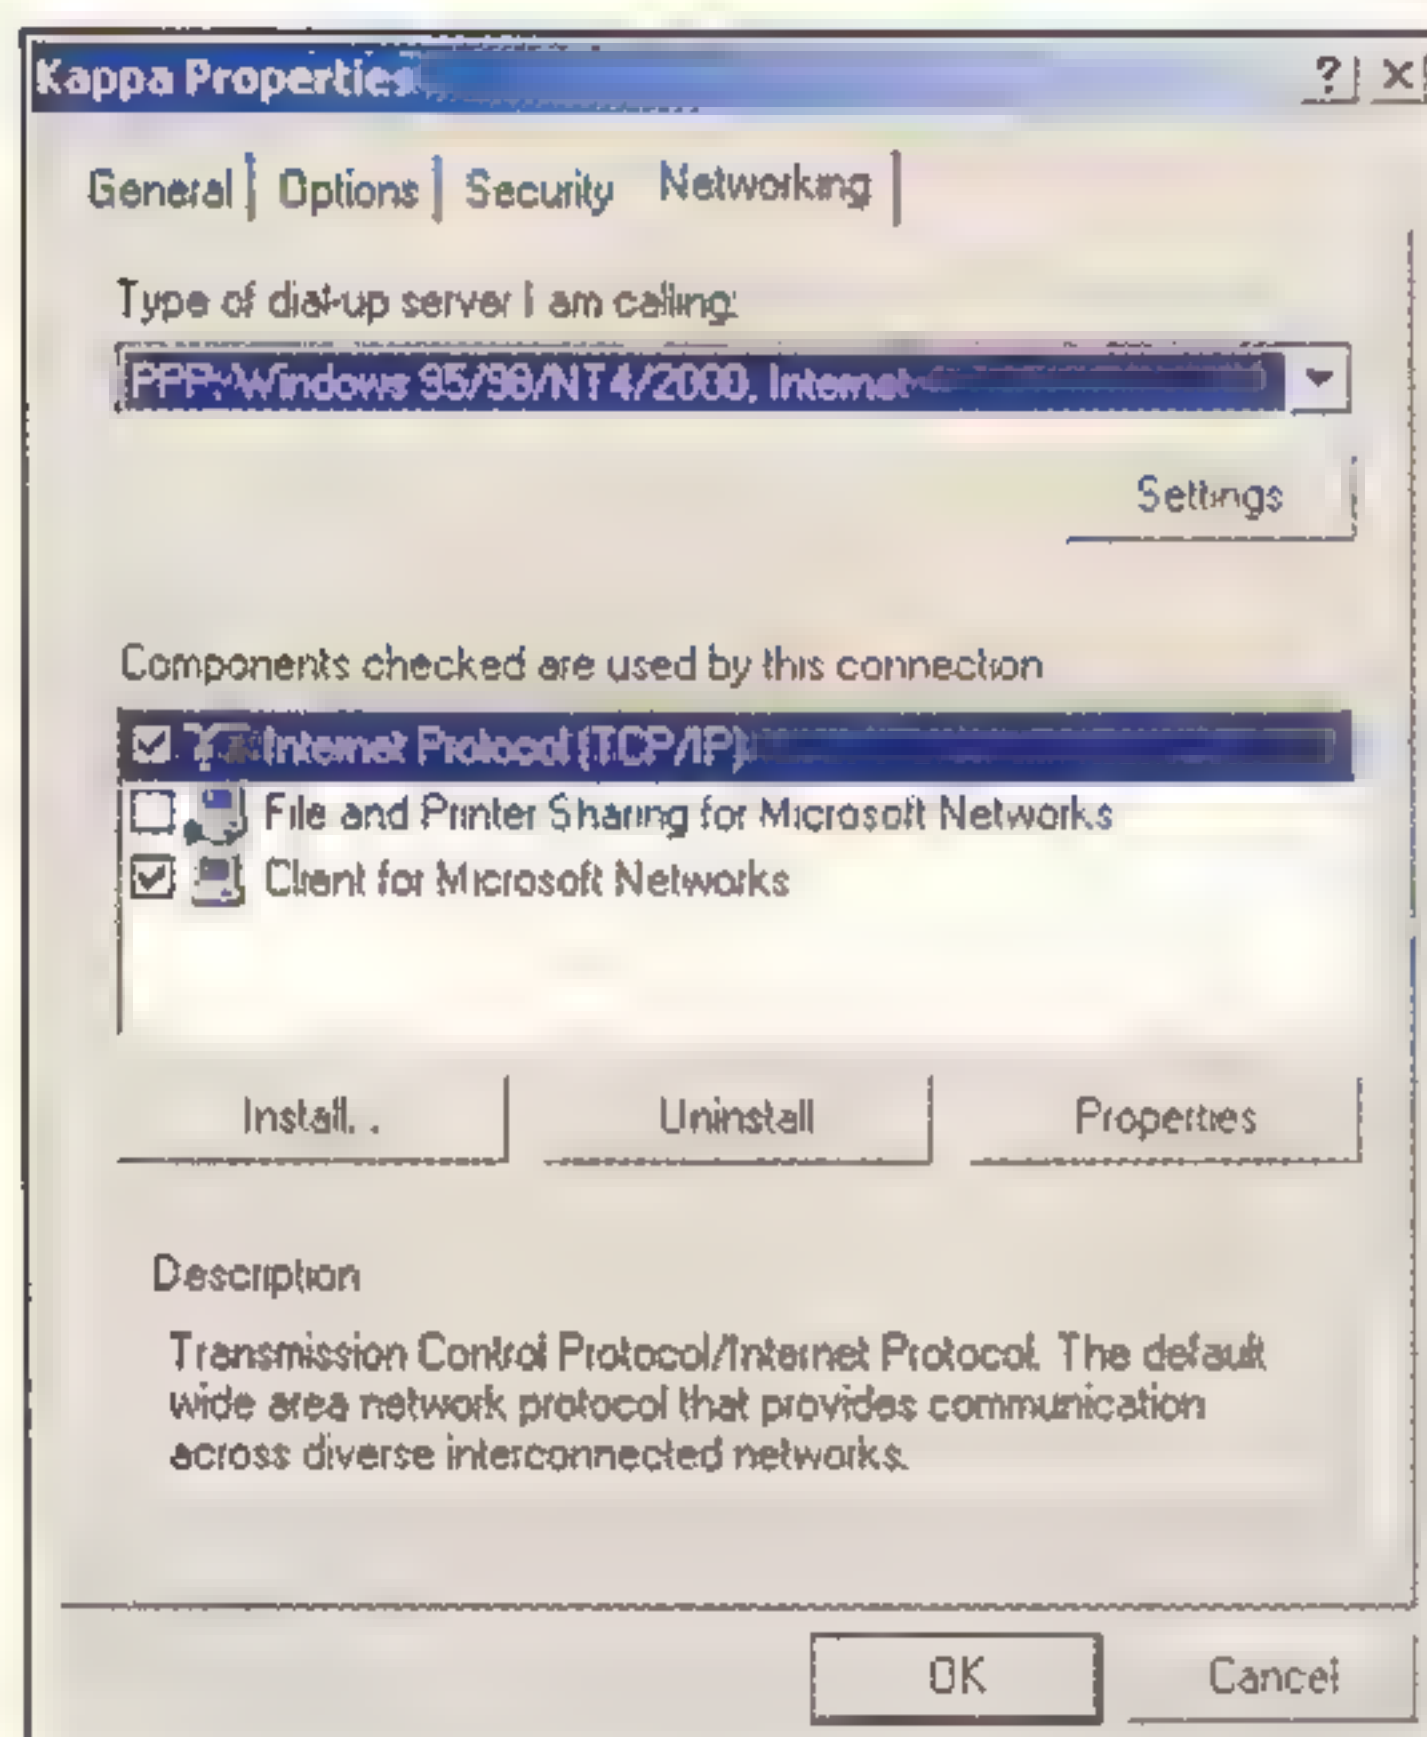 Kappa Properties
General Options Security Networking
Type of dial-up server I am calling:
PPP: Windows 95/98/NT4/2000, Internet
Settings
Components checked are used by this connection
Internet Protocol (TCP/IP)
File and Printer Sharing for Microsoft Networks
Client for Microsoft Networks
Install. .
Uninstall
Properties
Description
Transmission Control Protocol/Internet Protocol. The default
wide area network protocol that provides communication
across diverse interconnected networks.
OK
Cancel